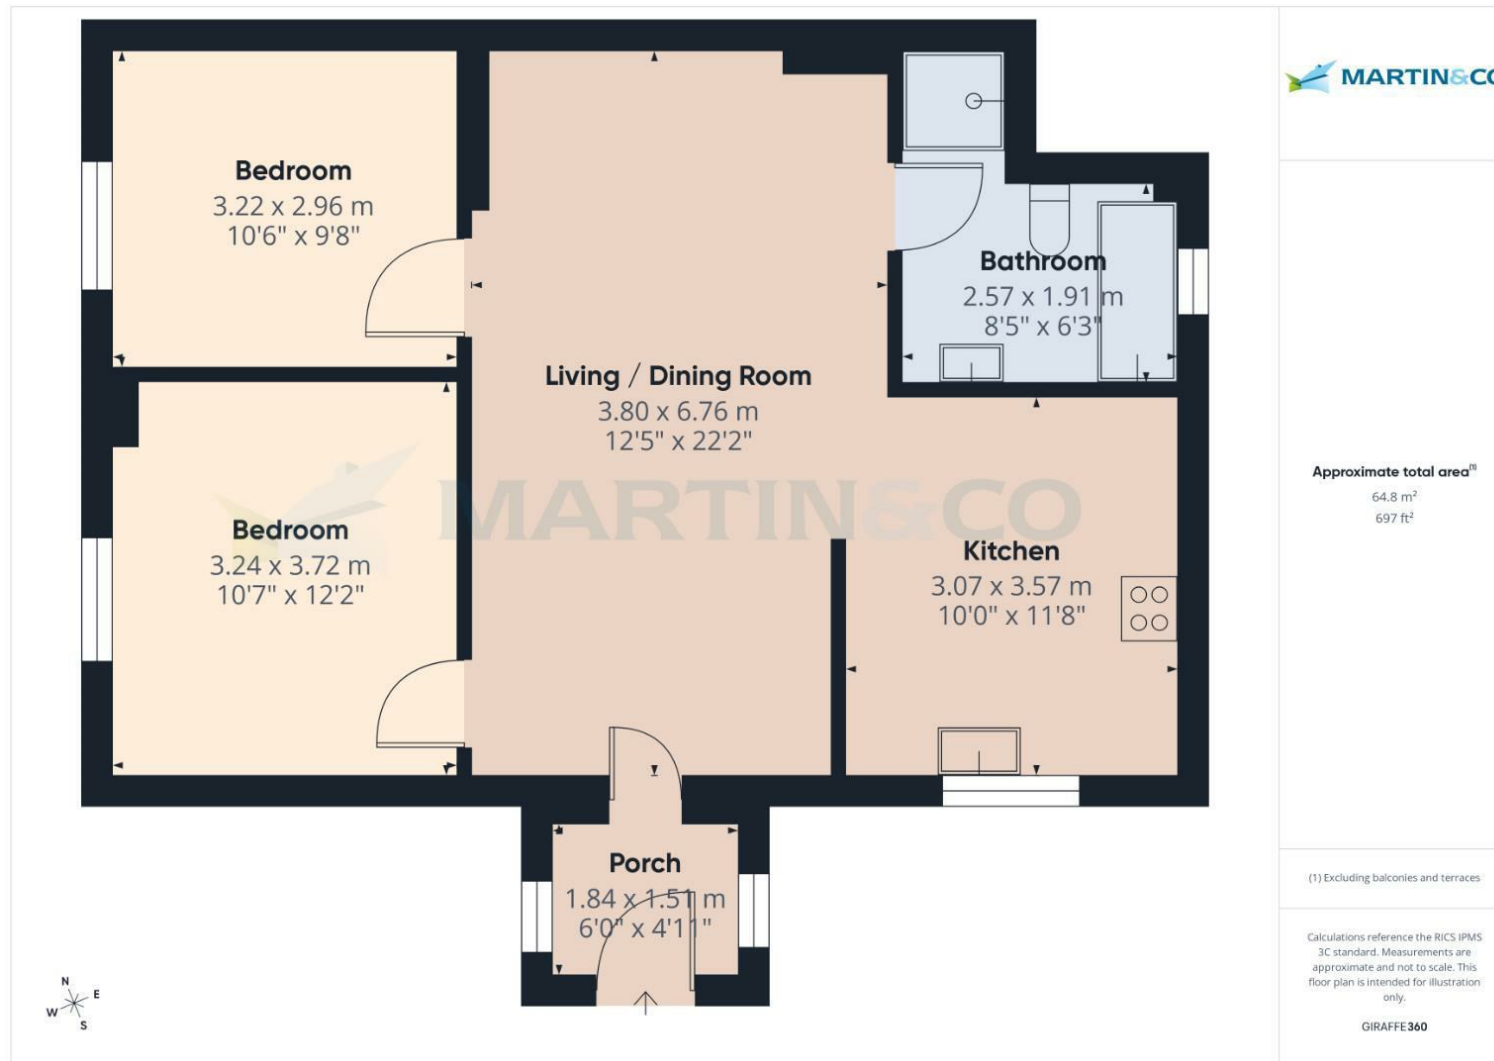 Bedroom
3.22 x 2.96 m
10'6" x 9'8"
Living / Dining Room
3.80 x 6.76 m
12'5" x 22'2"
Bathroom
2.57 x 1.91 m
8'5" x 6'3"
Bedroom
3.24 x 3.72 m
10'7" x 12'2"
MARTIN&CO
Kitchen
3.07 x 3.57 m
10'0" x 11'8"
Porch
1.84 x 1.51 m
6'0" x 4'11"
N
E
W
S
MARTIN&CO
Approximate total area(1)
64.8 m²
697 ft²
(1) Excluding balconies and terraces
Calculations reference the RICS IPMS
3C standard. Measurements are
approximate and not to scale. This
floor plan is intended for illustration
only.
GIRAFFE360